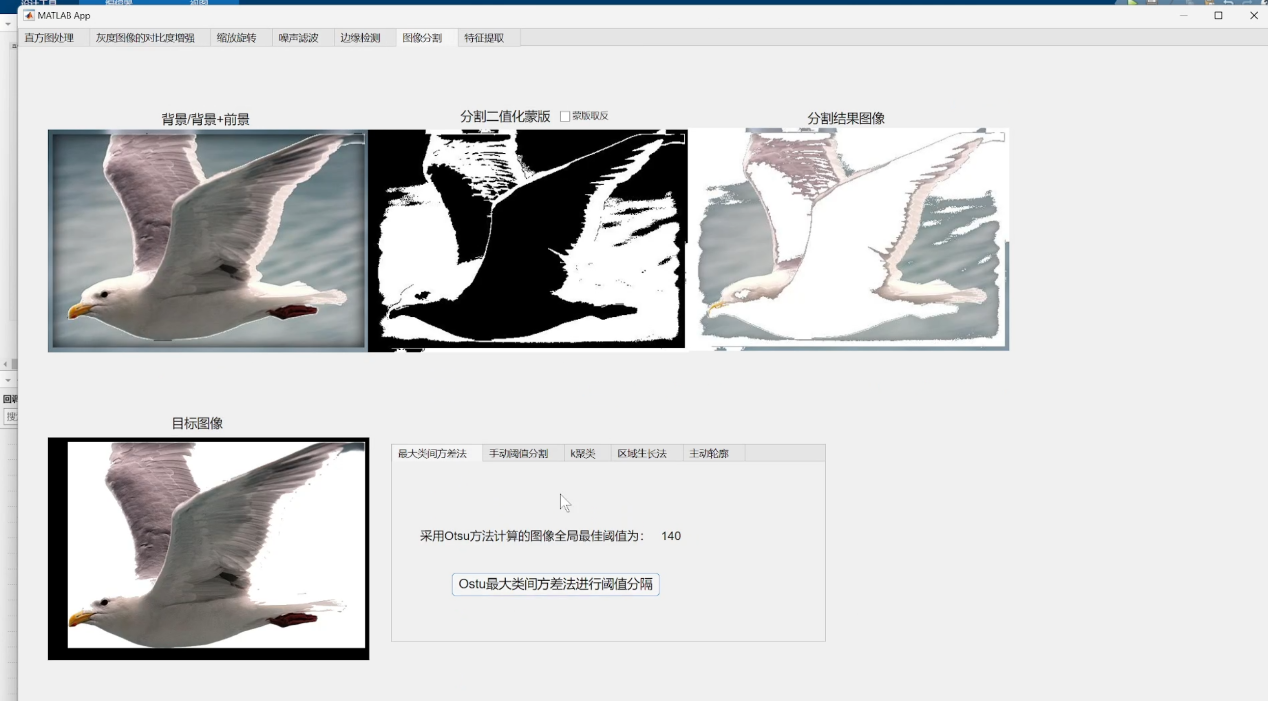 MATLAB App
直方图处理 灰度图像的对比度增强 缩放旋转 噪声滤波 边缘检测 图像分割 特征提取
背景/背景+前景 分割二值化蒙版 蒙版取反 分割结果图像
目标图像
最大类间方差法 手动阈值分割 k聚类 区域生长法 主动轮廓
采用Otsu方法计算的图像全局最佳阈值为： 140
Ostu最大类间方差法进行阈值分隔